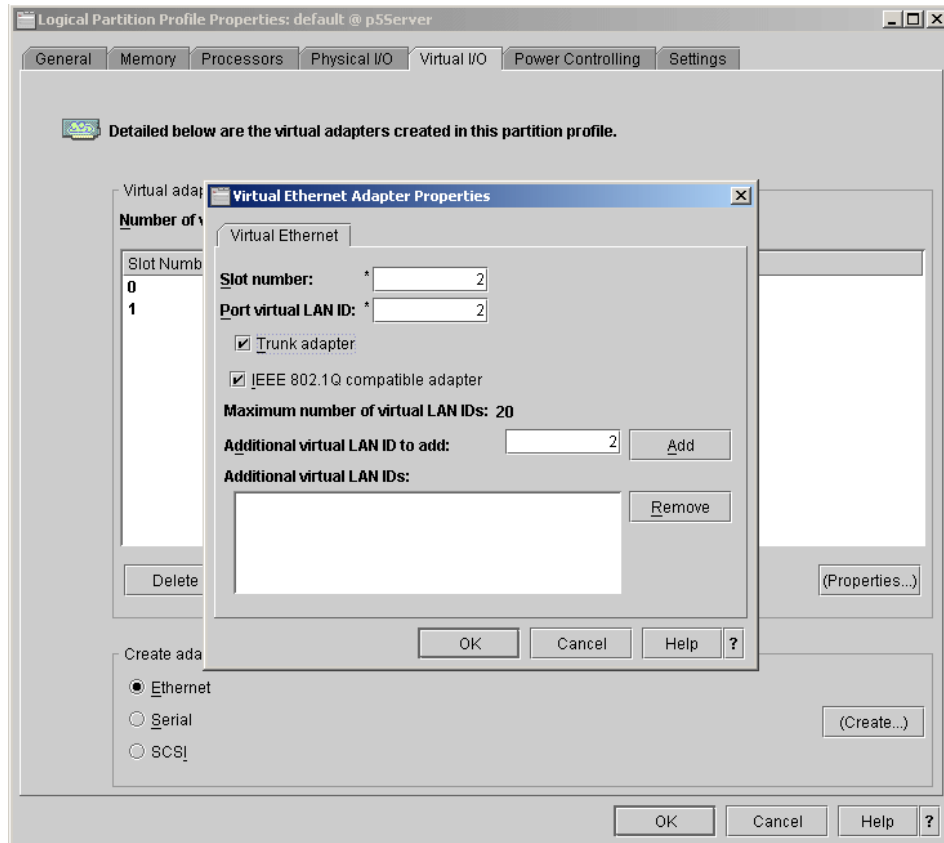 Logical Partition Profile Properties: default @ p5Server
General Memory Processors Physical I/O Virtual I/O Power Controlling Settings
Detailed below are the virtual adapters created in this partition profile.
Virtual adap
Number of v
Slot Numb
0
1
Delete
(Properties...)
Virtual Ethernet Adapter Properties
Virtual Ethernet
Slot number: * 2
Port virtual LAN ID: * 2
Trunk adapter
IEEE 802.1Q compatible adapter
Maximum number of virtual LAN IDs: 20
Additional virtual LAN ID to add: 2 Add
Additional virtual LAN IDs:
Remove
OK Cancel Help ?
Create ada
Ethernet
Serial
SCSI
(Create...)
OK Cancel Help ?